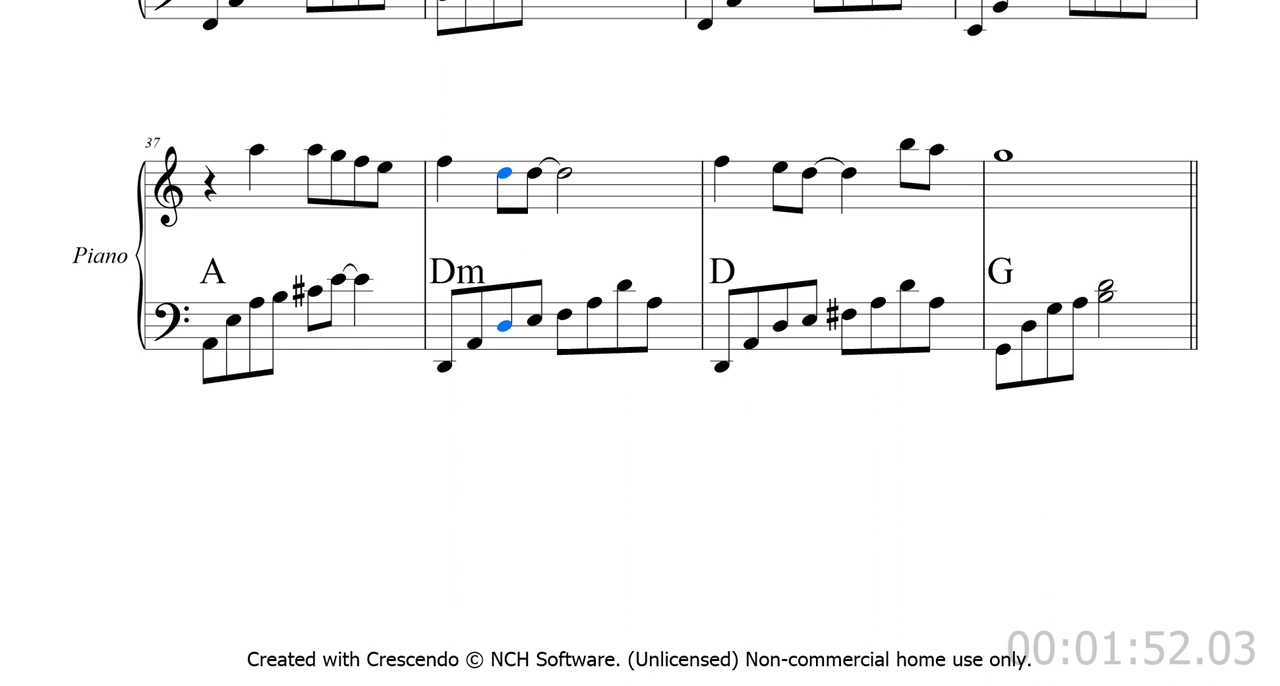 37
Piano
A Dm D G
Created with Crescendo © NCH Software. (Unlicensed) Non-commercial home use only.
00:01:52.03